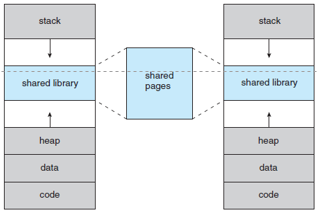 stack
shared library
heap
data
code
shared
pages
stack
shared library
heap
data
code